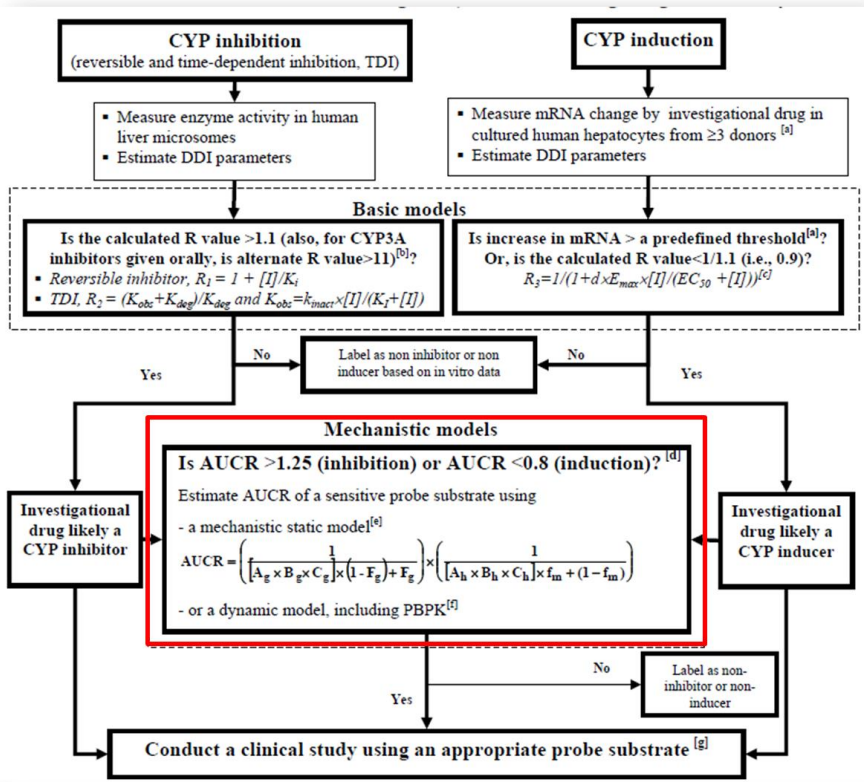 CYP inhibition
(reversible and time-dependent inhibition, TDI)
CYP induction
▪ Measure enzyme activity in human
liver microsomes
▪ Estimate DDI parameters
▪ Measure mRNA change by investigational drug in
cultured human hepatocytes from ≥3 donors [a]
▪ Estimate DDI parameters
Basic models
Is the calculated R value >1.1 (also, for CYP3A
inhibitors given orally, is alternate R value>11)[b]?
▪ Reversible inhibitor, R1 = 1 + [I]/Ki
▪ TDI, R2 = (Kobs+Kdeg)/Kdeg and Kobs=kinact×[I]/(KI+[I])
Is increase in mRNA > a predefined threshold[a]?
Or, is the calculated R value<1/1.1 (i.e., 0.9)?
R3=1/(1+d×Emax×[I]/(EC50 +[I]))[c]
No
Label as non inhibitor or non
inducer based on in vitro data
No
Yes
Yes
Mechanistic models
Is AUCR >1.25 (inhibition) or AUCR <0.8 (induction)? [d]
Estimate AUCR of a sensitive probe substrate using
- a mechanistic static model[e]
AUCR = (1/([Ag × Bg × Cg] × (1 - Fg) + Fg)) × (1/([Ah × Bh × Ch] × fm + (1 - fm)))
- or a dynamic model, including PBPK[f]
Investigational
drug likely a
CYP inhibitor
Investigational
drug likely a
CYP inducer
No
Label as non-
inhibitor or non-
inducer
Yes
Conduct a clinical study using an appropriate probe substrate [g]